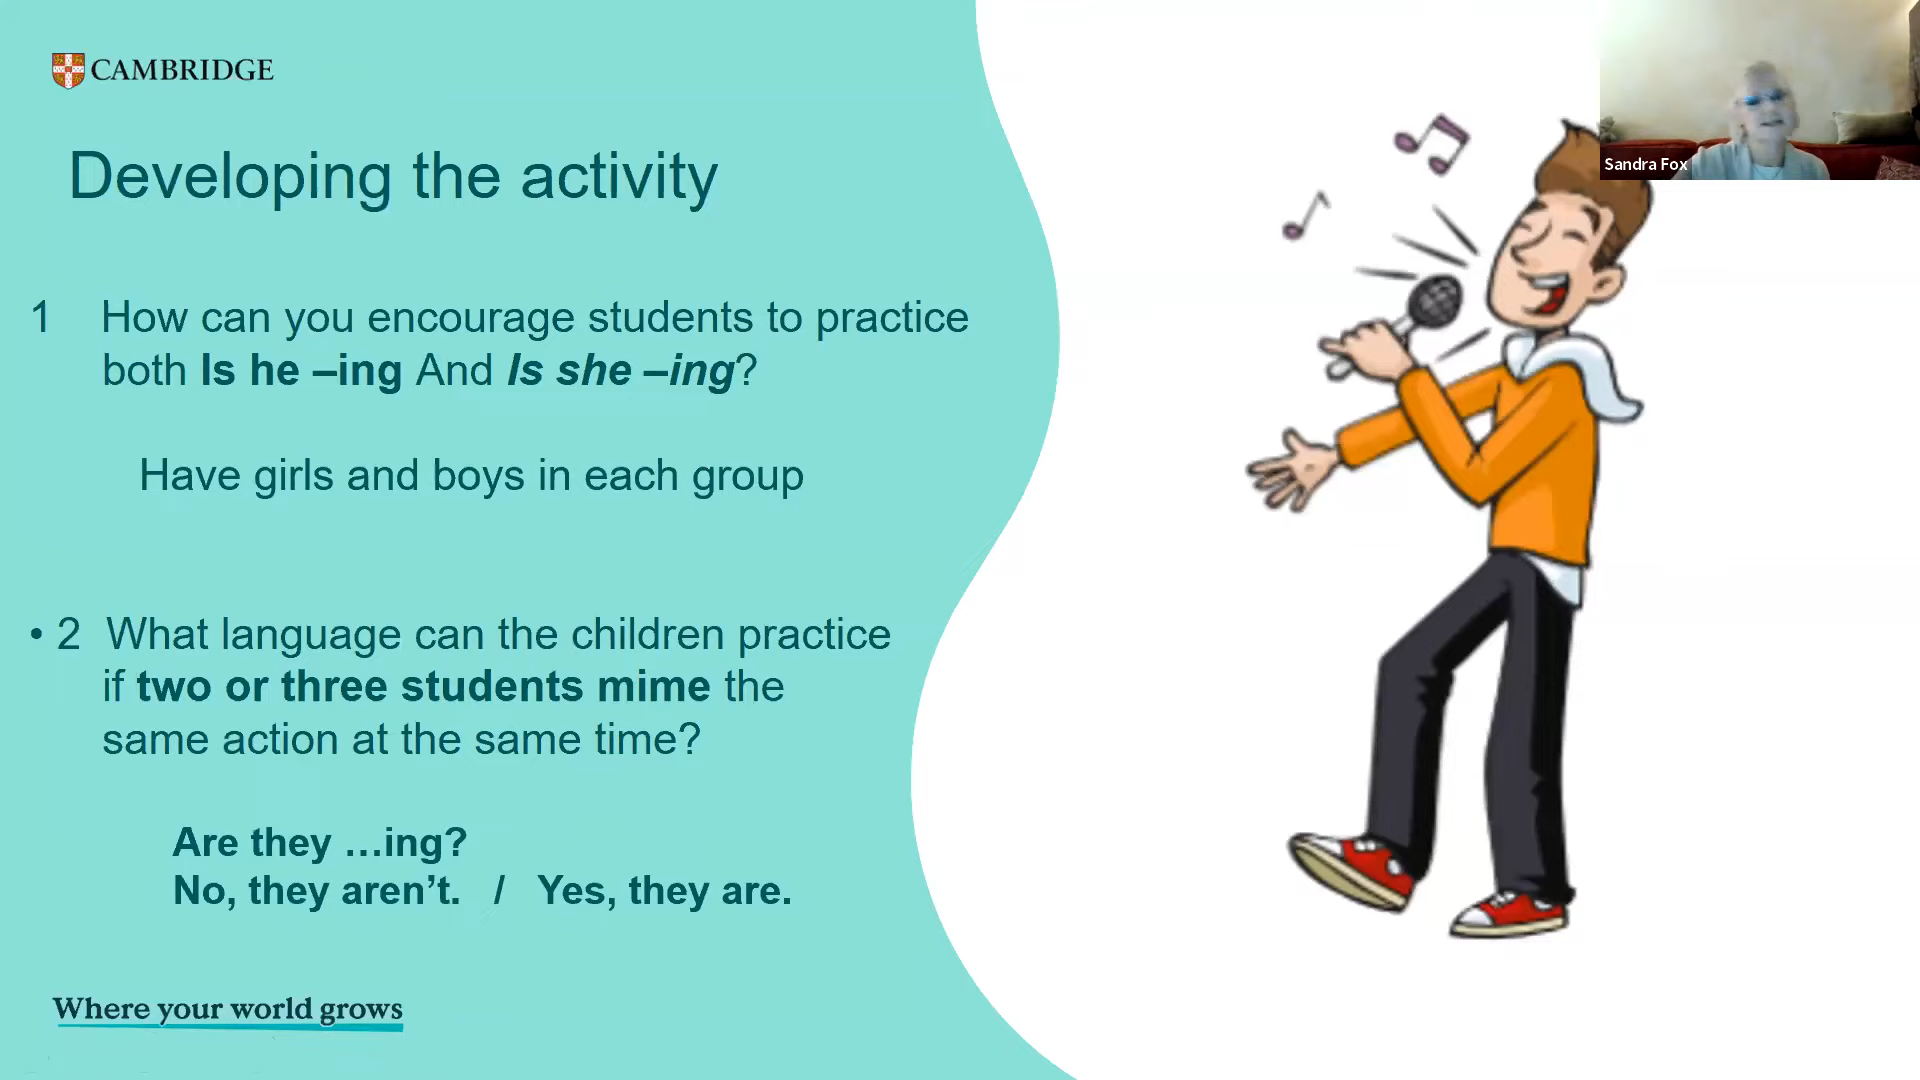 CAMBRIDGE
Sandra Fox
Developing the activity
1 How can you encourage students to practice
both Is he –ing And Is she –ing?
Have girls and boys in each group
• 2 What language can the children practice
if two or three students mime the
same action at the same time?
Are they …ing?
No, they aren’t. / Yes, they are.
Where your world grows